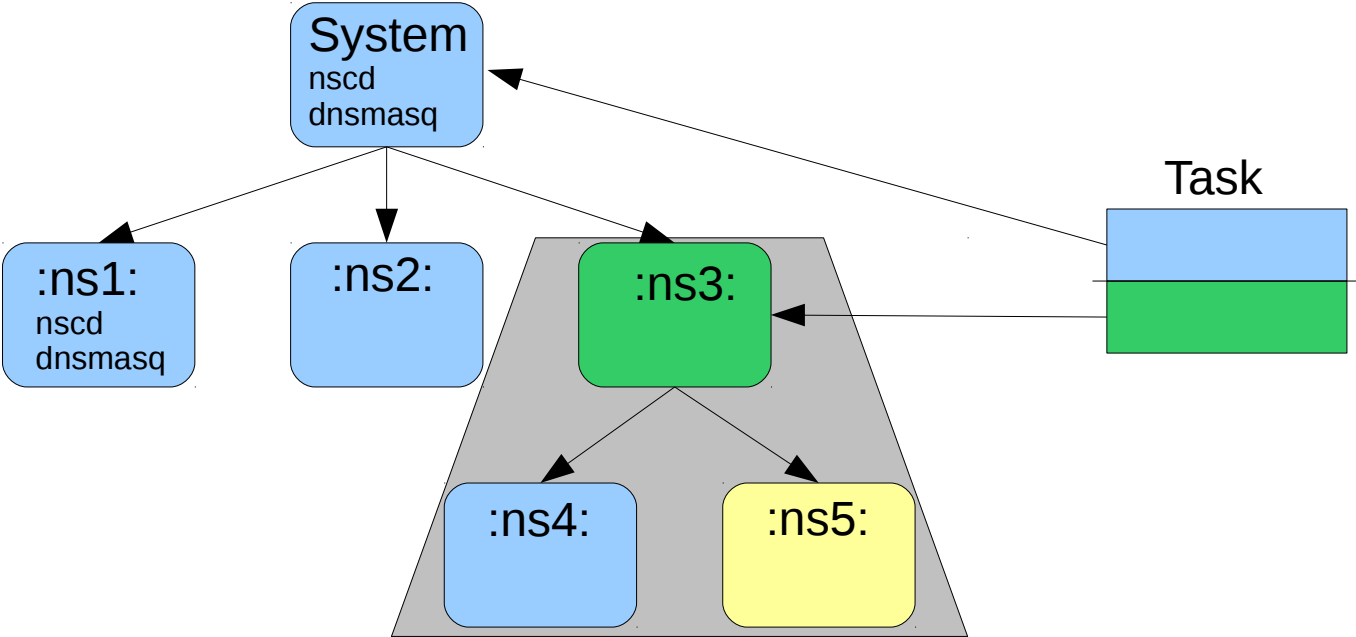 System
nscd
dnsmasq
Task
:ns1:
nscd
dnsmasq
:ns2:
:ns3:
:ns4:
:ns5: